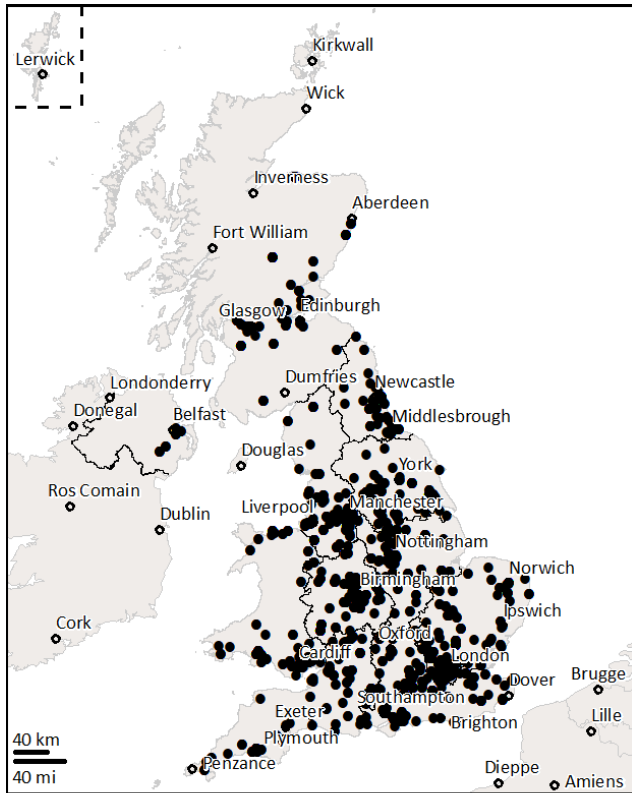 Kirkwall
Lerwick
Wick
Inverness
Aberdeen
Fort William
Glasgow
Edinburgh
Londonderry
Dumfries
Newcastle
Donegal
Belfast
Middlesbrough
Douglas
York
Ros Comain
Liverpool
Manchester
Dublin
Nottingham
Birmingham
Norwich
Ipswich
Cork
Oxford
Cardiff
London
Dover
Brugge
Southampton
Exeter
Brighton
Lille
Plymouth
40 km
Penzance
40 mi
Dieppe
Amiens